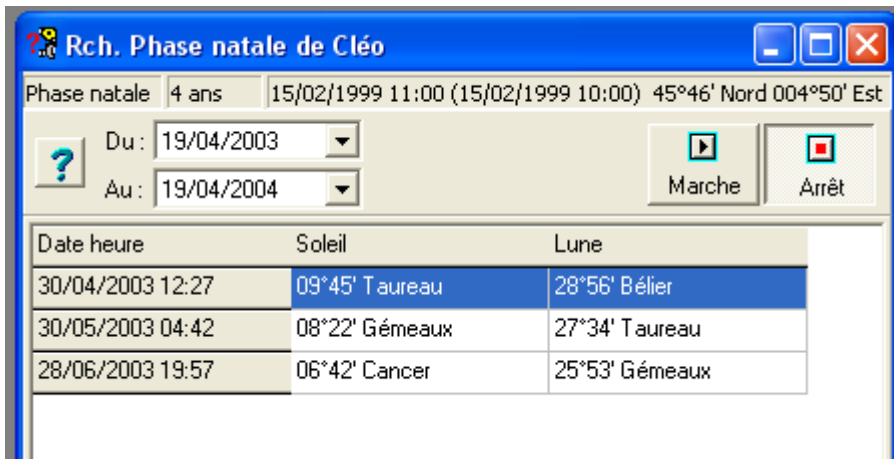 Rch. Phase natale de Cléo
Phase natale 4 ans 15/02/1999 11:00 (15/02/1999 10:00) 45°46' Nord 004°50' Est
? Du : 19/04/2003
Au : 19/04/2004
Marche Arrêt
Date heure Soleil Lune
30/04/2003 12:27 09°45' Taureau 28°56' Bélier
30/05/2003 04:42 08°22' Gémeaux 27°34' Taureau
28/06/2003 19:57 06°42' Cancer 25°53' Gémeaux